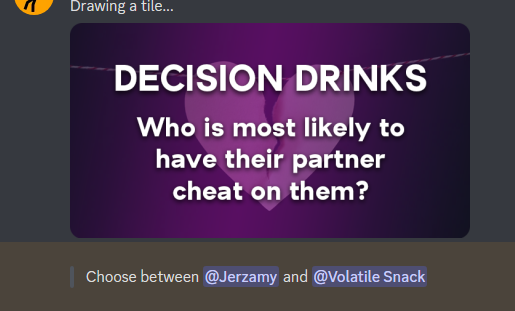 Drawing a tile...
DECISION DRINKS
Who is most likely to
have their partner
cheat on them?
Choose between @Jerzamy and @Volatile Snack